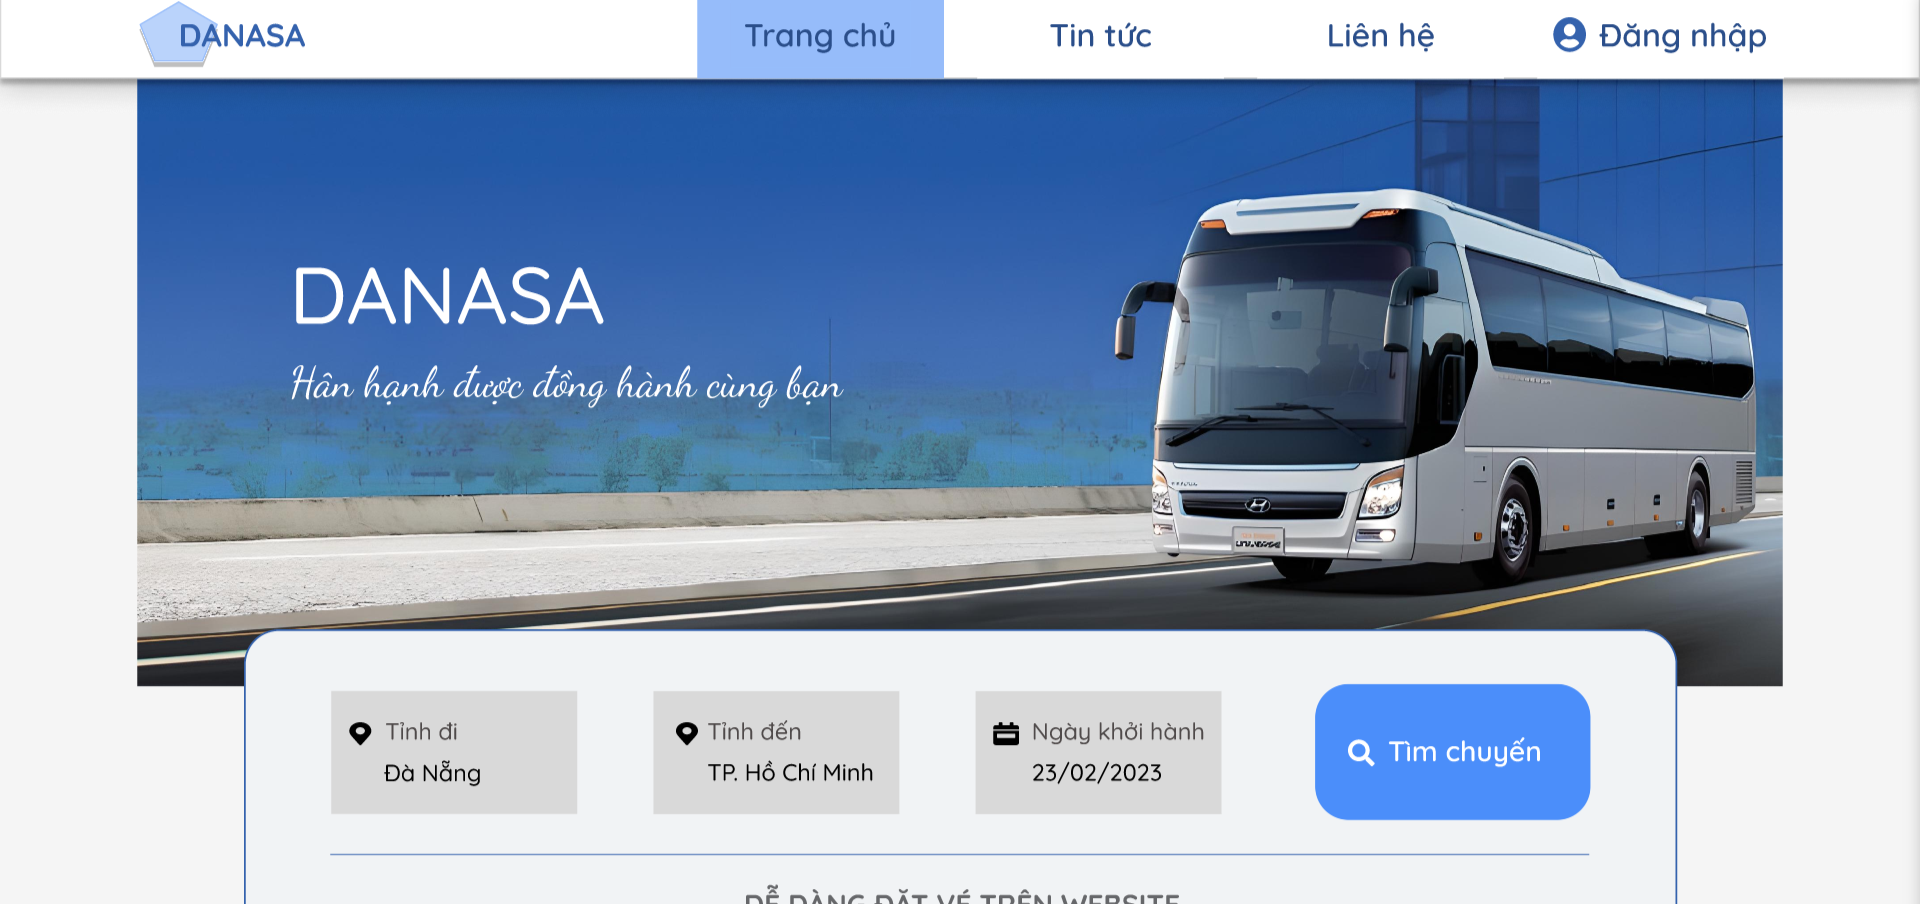 DANASA
Trang chủ
Tin tức
Liên hệ
Đăng nhập
DANASA
Hân hạnh được đồng hành cùng bạn
Tỉnh đi
Đà Nẵng
Tỉnh đến
TP. Hồ Chí Minh
Ngày khởi hành
23/02/2023
Tìm chuyến
DỄ DÀNG ĐẶT VÉ TRÊN WEBSITE